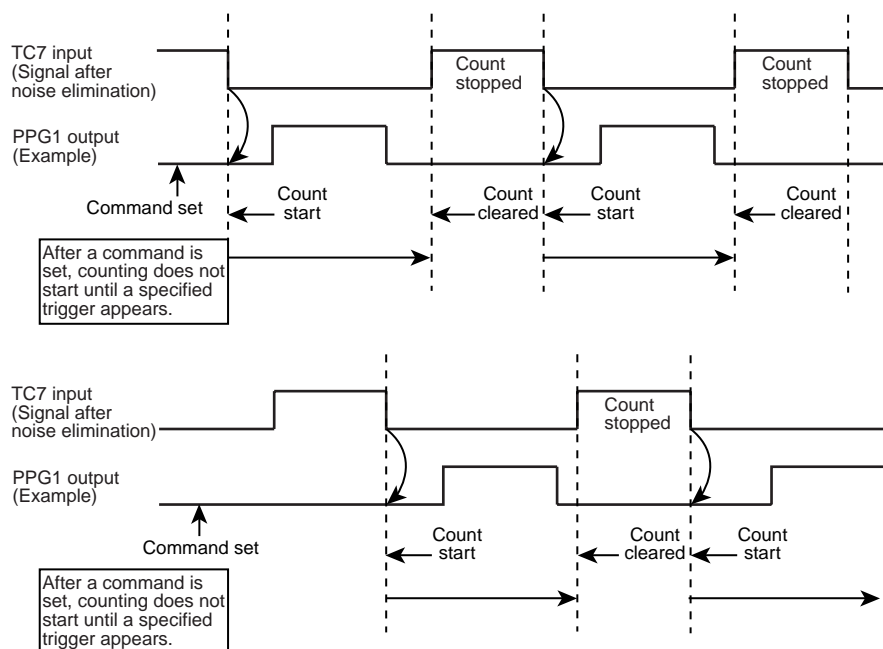 TC7 input
(Signal after
noise elimination)
Count
stopped
Count
stopped
PPG1 output
(Example)
Command set
Count
start
Count
cleared
Count
start
Count
cleared
After a command is
set, counting does not
start until a specified
trigger appears.
TC7 input
(Signal after
noise elimination)
Count
stopped
PPG1 output
(Example)
Command set
Count
start
Count
cleared
Count
start
After a command is
set, counting does not
start until a specified
trigger appears.